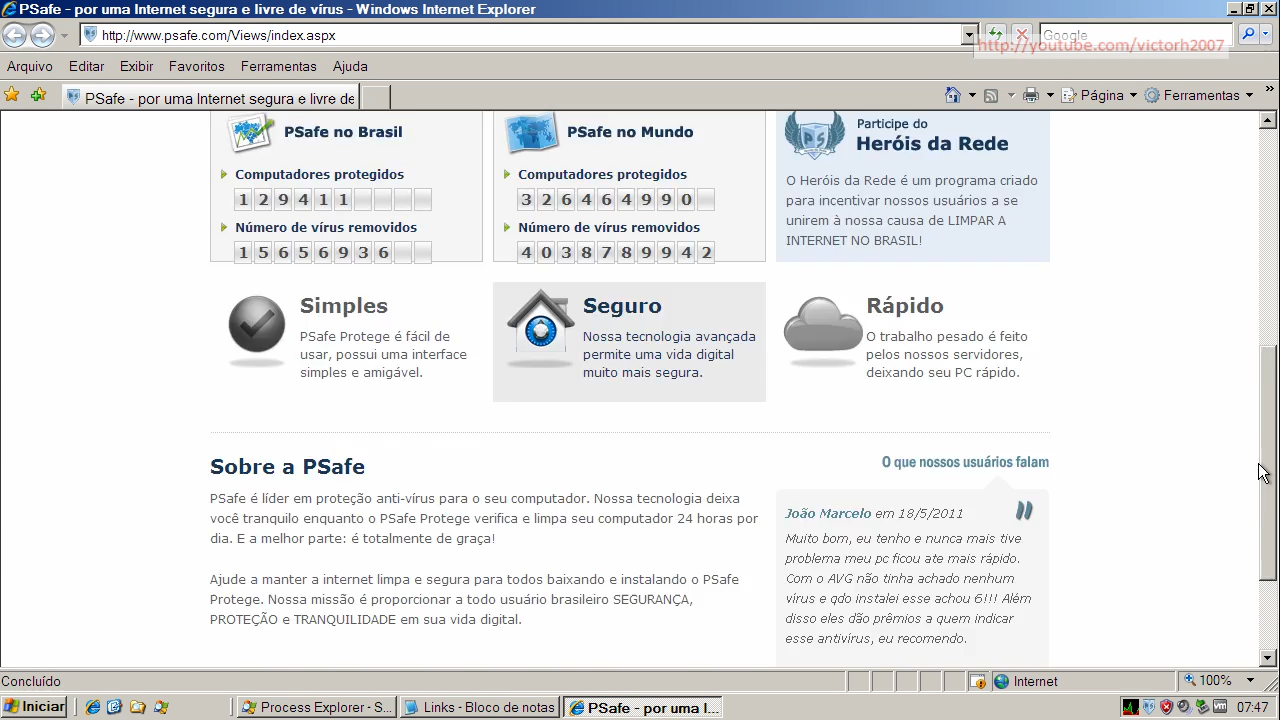 PSafe - por uma Internet segura e livre de vírus - Windows Internet Explorer
http://www.psafe.com/Views/index.aspx
Google
http://youtube.com/victorh2007
Arquivo Editar Exibir Favoritos Ferramentas Ajuda
PSafe - por uma Internet segura e livre de
Página Ferramentas
PSafe no Brasil
Computadores protegidos
129411
Número de vírus removidos
15656936
PSafe no Mundo
Computadores protegidos
326464990
Número de vírus removidos
4038789942
Participe do
Heróis da Rede
O Heróis da Rede é um programa criado
para incentivar nossos usuários a se
unirem à nossa causa de LIMPAR A
INTERNET NO BRASIL!
Simples
PSafe Protege é fácil de
usar, possui uma interface
simples e amigável.
Seguro
Nossa tecnologia avançada
permite uma vida digital
muito mais segura.
Rápido
O trabalho pesado é feito
pelos nossos servidores,
deixando seu PC rápido.
Sobre a PSafe
PSafe é líder em proteção anti-vírus para o seu computador. Nossa tecnologia deixa
você tranquilo enquanto o PSafe Protege verifica e limpa seu computador 24 horas por
dia. E a melhor parte: é totalmente de graça!
Ajude a manter a internet limpa e segura para todos baixando e instalando o PSafe
Protege. Nossa missão é proporcionar a todo usuário brasileiro SEGURANÇA,
PROTEÇÃO e TRANQUILIDADE em sua vida digital.
O que nossos usuários falam
João Marcelo em 18/5/2011
Muito bom, eu tenho e nunca mais tive
problema meu pc ficou ate mais rápido.
Com o AVG não tinha achado nenhum
vírus e qdo instalei esse achou 6!!! Além
disso eles dão prêmios a quem indicar
esse antivírus, eu recomendo.
Concluído
Internet
100%
Iniciar
Process Explorer - S...
Links - Bloco de notas
PSafe - por uma I...
07:47